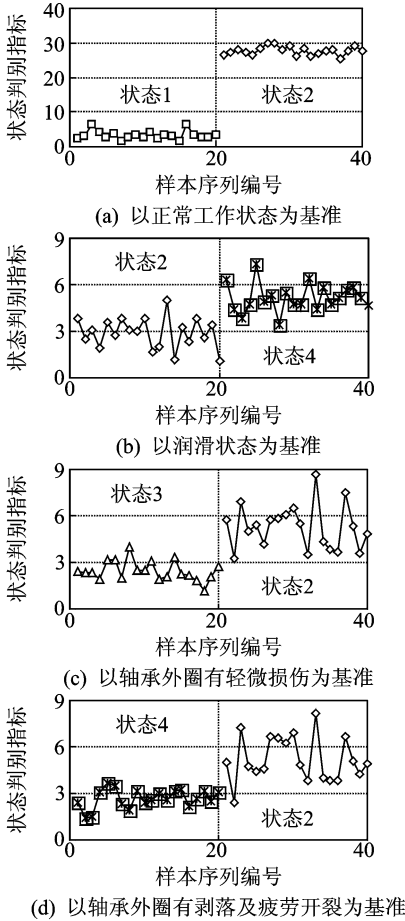 状态判别指标
40
30
20
10
0
状态1
状态2
0
20
40
样本序列编号
(a) 以正常工作状态为基准
状态判别指标
9
6
3
0
状态2
状态4
0
20
40
样本序列编号
(b) 以润滑状态为基准
状态判别指标
9
6
3
0
状态3
状态2
0
20
40
样本序列编号
(c) 以轴承外圈有轻微损伤为基准
状态判别指标
9
6
3
0
状态4
状态2
0
20
40
样本序列编号
(d) 以轴承外圈有剥落及疲劳开裂为基准